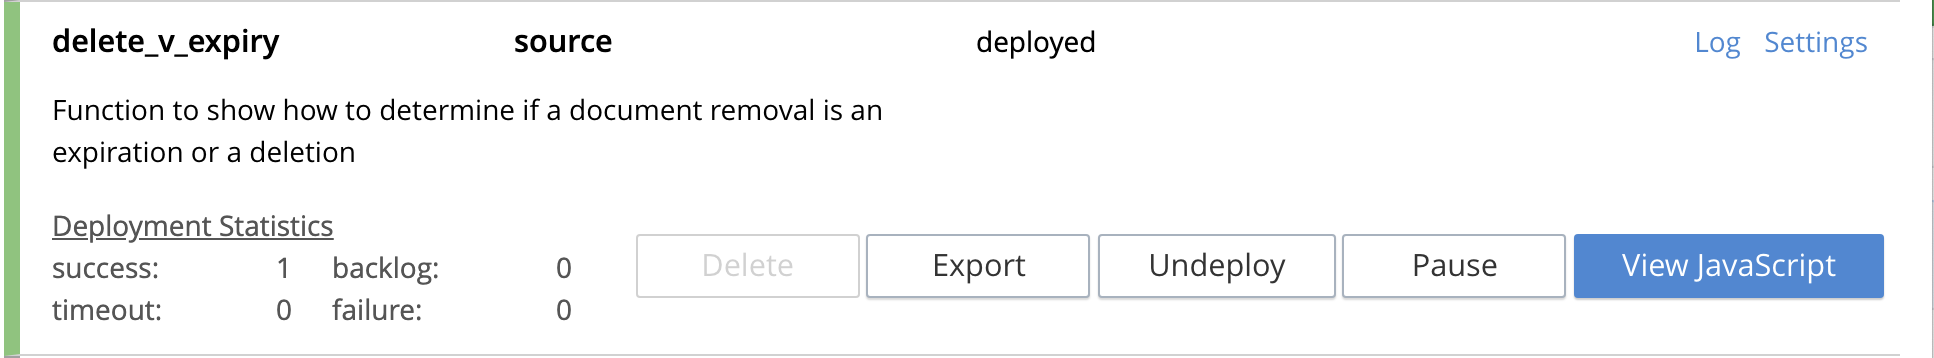 delete_v_expiry source deployed Log Settings
Function to show how to determine if a document removal is an
expiration or a deletion
Deployment Statistics
success: 1 backlog: 0
timeout: 0 failure: 0
Delete Export Undeploy Pause View JavaScript